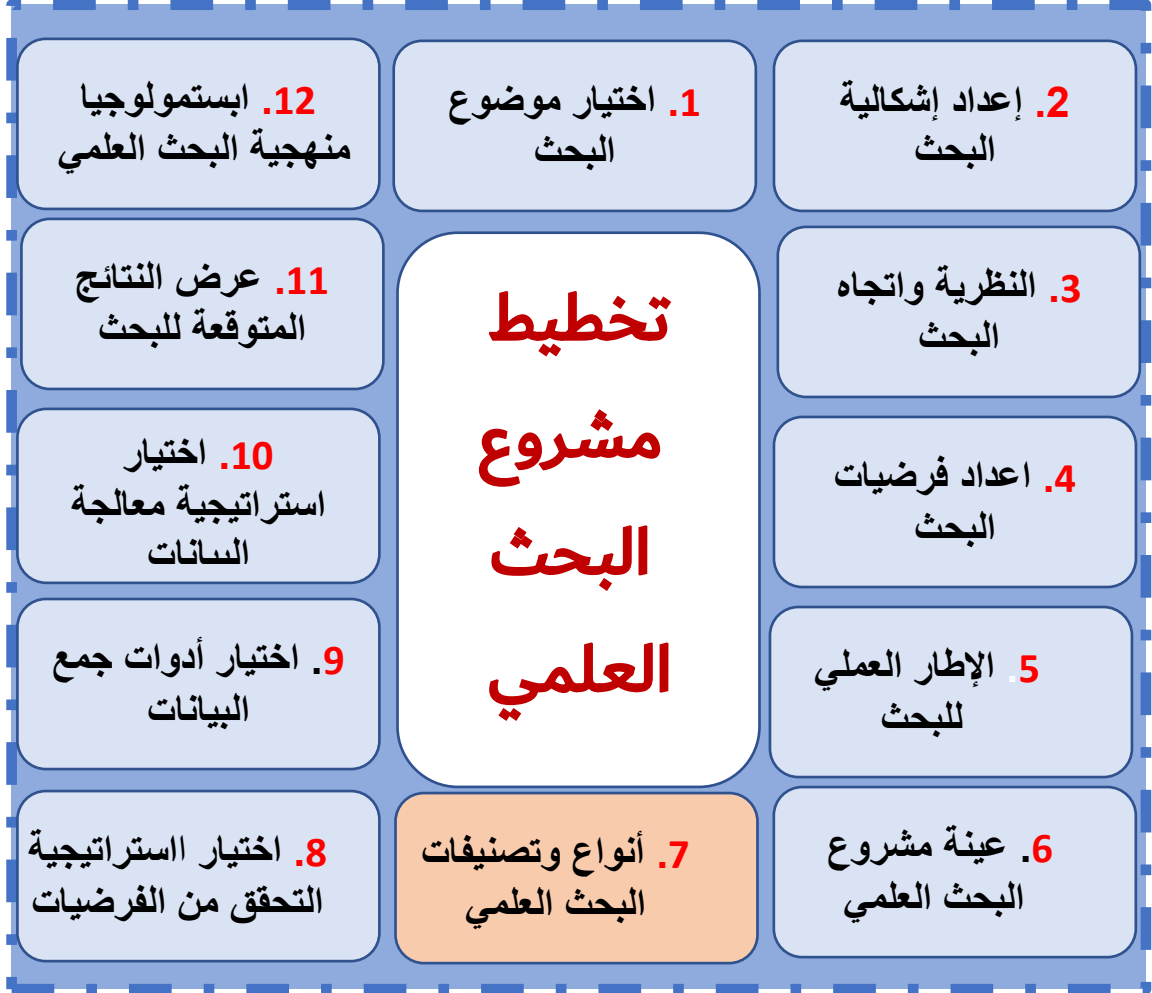 1. اختيار موضوع
البحث
2. إعداد إشكالية
البحث
3. النظرية واتجاه
البحث
4. اعداد فرضيات
البحث
5. الإطار العملي
للبحث
6. عينة مشروع
البحث العلمي
7. أنواع وتصنيفات
البحث العلمي
8. اختيار ااستراتيجية
التحقق من الفرضيات
9. اختيار أدوات جمع
البيانات
10. اختيار
استراتيجية معالجة
البيانات
11. عرض النتائج
المتوقعة للبحث
12. ابستمولوجيا
منهجية البحث العلمي
تخطيط
مشروع
البحث
العلمي